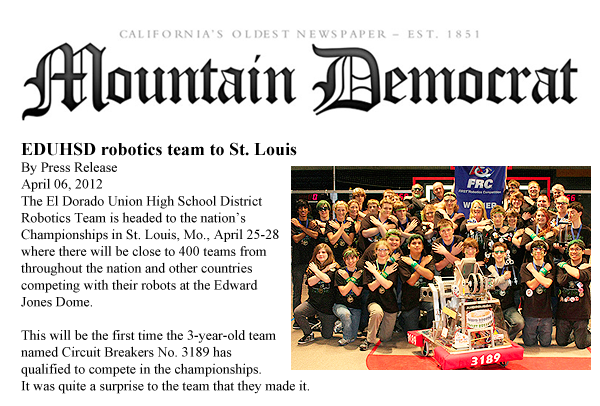 CALIFORNIA'S OLDEST NEWSPAPER – EST. 1851
Mountain Democrat
EDUHSD robotics team to St. Louis
By Press Release
April 06, 2012
The El Dorado Union High School District
Robotics Team is headed to the nation's
Championships in St. Louis, Mo., April 25-28
where there will be close to 400 teams from
throughout the nation and other countries
competing with their robots at the Edward
Jones Dome.
This will be the first time the 3-year-old team
named Circuit Breakers No. 3189 has
qualified to compete in the championships.
It was quite a surprise to the team that they made it.
FIRST
FRC
FIRST Robotics Competition
WINNER
3189